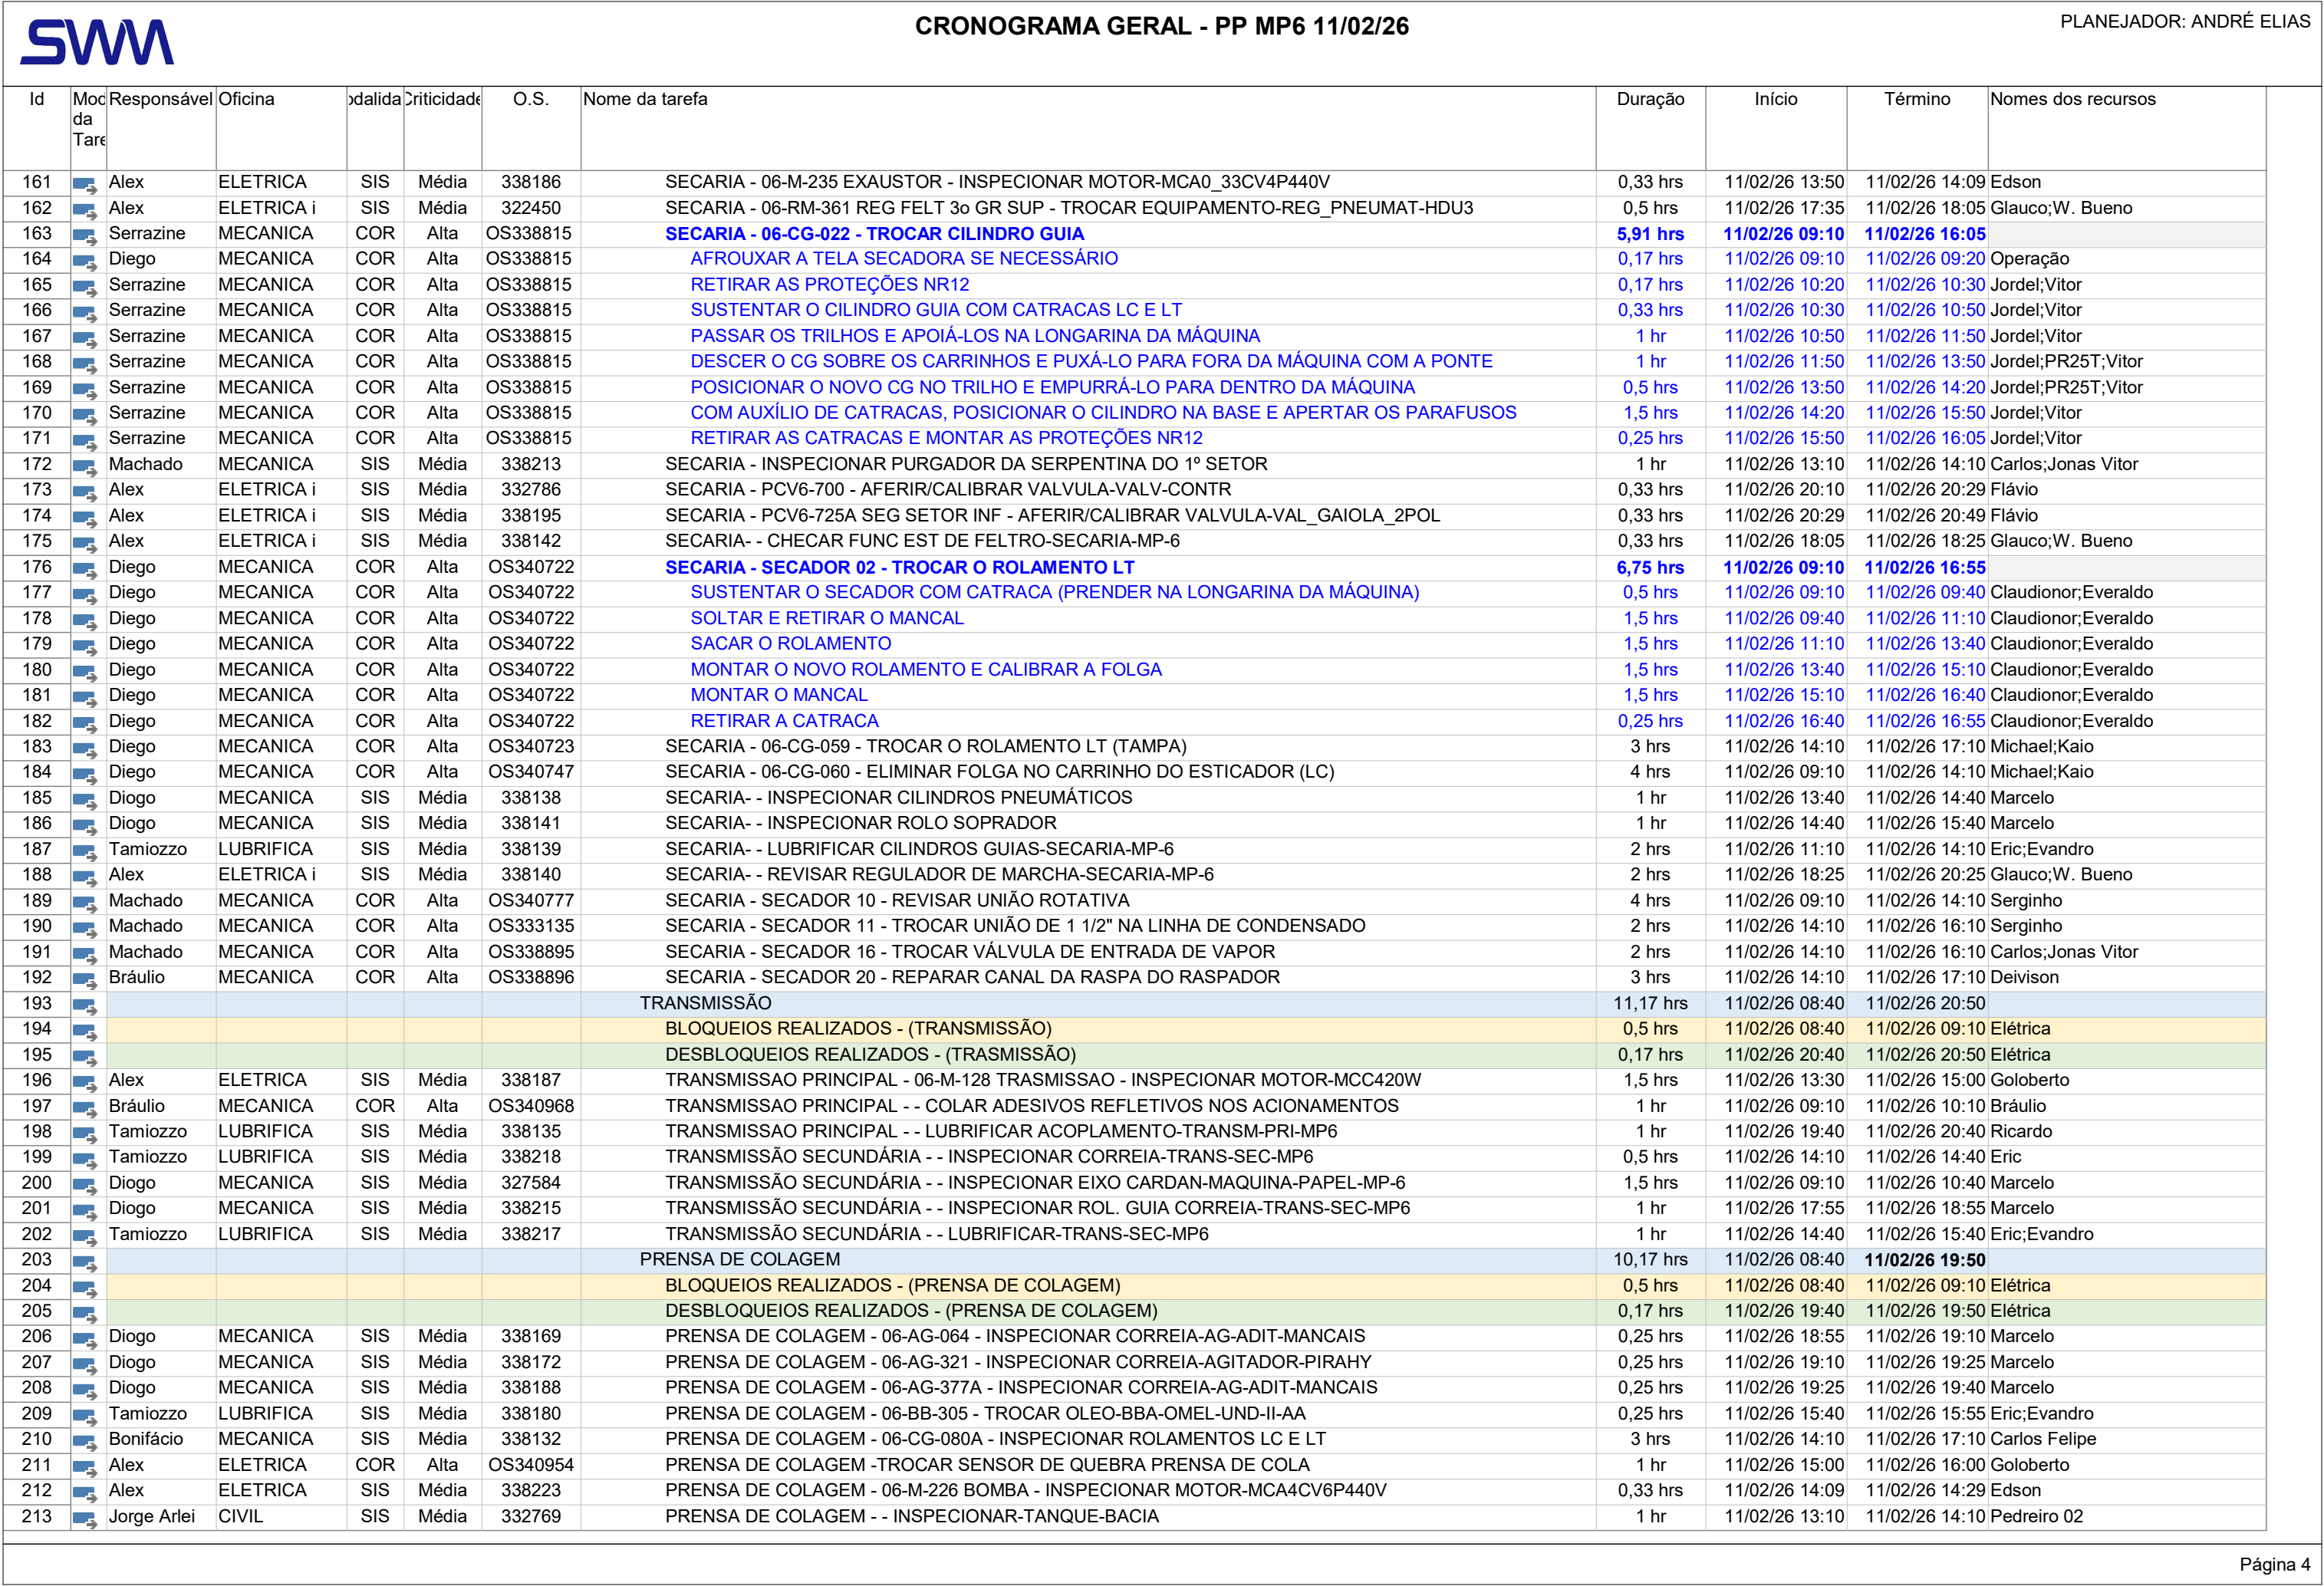 SWM
CRONOGRAMA GERAL - PP MP6 11/02/26
PLANEJADOR: ANDRÉ ELIAS
Id Mod da Tare Responsável Oficina odalida Criticidade O.S. Nome da tarefa Duração Início Término Nomes dos recursos
161 Alex ELETRICA SIS Média 338186 SECARIA - 06-M-235 EXAUSTOR - INSPECIONAR MOTOR-MCA0_33CV4P440V 0,33 hrs 11/02/26 13:50 11/02/26 14:09 Edson
162 Alex ELETRICA i SIS Média 322450 SECARIA - 06-RM-361 REG FELT 3o GR SUP - TROCAR EQUIPAMENTO-REG_PNEUMAT-HDU3 0,5 hrs 11/02/26 17:35 11/02/26 18:05 Glauco;W. Bueno
163 Serrazine MECANICA COR Alta OS338815 SECARIA - 06-CG-022 - TROCAR CILINDRO GUIA 5,91 hrs 11/02/26 09:10 11/02/26 16:05
164 Diego MECANICA COR Alta OS338815 AFROUXAR A TELA SECADORA SE NECESSÁRIO 0,17 hrs 11/02/26 09:10 11/02/26 09:20 Operação
165 Serrazine MECANICA COR Alta OS338815 RETIRAR AS PROTEÇÕES NR12 0,17 hrs 11/02/26 10:20 11/02/26 10:30 Jordel;Vitor
166 Serrazine MECANICA COR Alta OS338815 SUSTENTAR O CILINDRO GUIA COM CATRACAS LC E LT 0,33 hrs 11/02/26 10:30 11/02/26 10:50 Jordel;Vitor
167 Serrazine MECANICA COR Alta OS338815 PASSAR OS TRILHOS E APOIÁ-LOS NA LONGARINA DA MÁQUINA 1 hr 11/02/26 10:50 11/02/26 11:50 Jordel;Vitor
168 Serrazine MECANICA COR Alta OS338815 DESCER O CG SOBRE OS CARRINHOS E PUXÁ-LO PARA FORA DA MÁQUINA COM A PONTE 1 hr 11/02/26 11:50 11/02/26 13:50 Jordel;PR25T;Vitor
169 Serrazine MECANICA COR Alta OS338815 POSICIONAR O NOVO CG NO TRILHO E EMPURRÁ-LO PARA DENTRO DA MÁQUINA 0,5 hrs 11/02/26 13:50 11/02/26 14:20 Jordel;PR25T;Vitor
170 Serrazine MECANICA COR Alta OS338815 COM AUXÍLIO DE CATRACAS, POSICIONAR O CILINDRO NA BASE E APERTAR OS PARAFUSOS 1,5 hrs 11/02/26 14:20 11/02/26 15:50 Jordel;Vitor
171 Serrazine MECANICA COR Alta OS338815 RETIRAR AS CATRACAS E MONTAR AS PROTEÇÕES NR12 0,25 hrs 11/02/26 15:50 11/02/26 16:05 Jordel;Vitor
172 Machado MECANICA SIS Média 338213 SECARIA - INSPECIONAR PURGADOR DA SERPENTINA DO 1º SETOR 1 hr 11/02/26 13:10 11/02/26 14:10 Carlos;Jonas Vitor
173 Alex ELETRICA i SIS Média 332786 SECARIA - PCV6-700 - AFERIR/CALIBRAR VALVULA-VALV-CONTR 0,33 hrs 11/02/26 20:10 11/02/26 20:29 Flávio
174 Alex ELETRICA i SIS Média 338195 SECARIA - PCV6-725A SEG SETOR INF - AFERIR/CALIBRAR VALVULA-VAL_GAIOLA_2POL 0,33 hrs 11/02/26 20:29 11/02/26 20:49 Flávio
175 Alex ELETRICA i SIS Média 338142 SECARIA- - CHECAR FUNC EST DE FELTRO-SECARIA-MP-6 0,33 hrs 11/02/26 18:05 11/02/26 18:25 Glauco;W. Bueno
176 Diego MECANICA COR Alta OS340722 SECARIA - SECADOR 02 - TROCAR O ROLAMENTO LT 6,75 hrs 11/02/26 09:10 11/02/26 16:55
177 Diego MECANICA COR Alta OS340722 SUSTENTAR O SECADOR COM CATRACA (PRENDER NA LONGARINA DA MÁQUINA) 0,5 hrs 11/02/26 09:10 11/02/26 09:40 Claudionor;Everaldo
178 Diego MECANICA COR Alta OS340722 SOLTAR E RETIRAR O MANCAL 1,5 hrs 11/02/26 09:40 11/02/26 11:10 Claudionor;Everaldo
179 Diego MECANICA COR Alta OS340722 SACAR O ROLAMENTO 1,5 hrs 11/02/26 11:10 11/02/26 13:40 Claudionor;Everaldo
180 Diego MECANICA COR Alta OS340722 MONTAR O NOVO ROLAMENTO E CALIBRAR A FOLGA 1,5 hrs 11/02/26 13:40 11/02/26 15:10 Claudionor;Everaldo
181 Diego MECANICA COR Alta OS340722 MONTAR O MANCAL 1,5 hrs 11/02/26 15:10 11/02/26 16:40 Claudionor;Everaldo
182 Diego MECANICA COR Alta OS340722 RETIRAR A CATRACA 0,25 hrs 11/02/26 16:40 11/02/26 16:55 Claudionor;Everaldo
183 Diego MECANICA COR Alta OS340723 SECARIA - 06-CG-059 - TROCAR O ROLAMENTO LT (TAMPA) 3 hrs 11/02/26 14:10 11/02/26 17:10 Michael;Kaio
184 Diego MECANICA COR Alta OS340747 SECARIA - 06-CG-060 - ELIMINAR FOLGA NO CARRINHO DO ESTICADOR (LC) 4 hrs 11/02/26 09:10 11/02/26 14:10 Michael;Kaio
185 Diogo MECANICA SIS Média 338138 SECARIA- - INSPECIONAR CILINDROS PNEUMÁTICOS 1 hr 11/02/26 13:40 11/02/26 14:40 Marcelo
186 Diogo MECANICA SIS Média 338141 SECARIA- - INSPECIONAR ROLO SOPRADOR 1 hr 11/02/26 14:40 11/02/26 15:40 Marcelo
187 Tamiozzo LUBRIFICA SIS Média 338139 SECARIA- - LUBRIFICAR CILINDROS GUIAS-SECARIA-MP-6 2 hrs 11/02/26 11:10 11/02/26 14:10 Eric;Evandro
188 Alex ELETRICA i SIS Média 338140 SECARIA- - REVISAR REGULADOR DE MARCHA-SECARIA-MP-6 2 hrs 11/02/26 18:25 11/02/26 20:25 Glauco;W. Bueno
189 Machado MECANICA COR Alta OS340777 SECARIA - SECADOR 10 - REVISAR UNIÃO ROTATIVA 4 hrs 11/02/26 09:10 11/02/26 14:10 Serginho
190 Machado MECANICA COR Alta OS333135 SECARIA - SECADOR 11 - TROCAR UNIÃO DE 1 1/2" NA LINHA DE CONDENSADO 2 hrs 11/02/26 14:10 11/02/26 16:10 Serginho
191 Machado MECANICA COR Alta OS338895 SECARIA - SECADOR 16 - TROCAR VÁLVULA DE ENTRADA DE VAPOR 2 hrs 11/02/26 14:10 11/02/26 16:10 Carlos;Jonas Vitor
192 Bráulio MECANICA COR Alta OS338896 SECARIA - SECADOR 20 - REPARAR CANAL DA RASPA DO RASPADOR 3 hrs 11/02/26 14:10 11/02/26 17:10 Deivison
193 TRANSMISSÃO 11,17 hrs 11/02/26 08:40 11/02/26 20:50
194 BLOQUEIOS REALIZADOS - (TRANSMISSÃO) 0,5 hrs 11/02/26 08:40 11/02/26 09:10 Elétrica
195 DESBLOQUEIOS REALIZADOS - (TRASMISSÃO) 0,17 hrs 11/02/26 20:40 11/02/26 20:50 Elétrica
196 Alex ELETRICA SIS Média 338187 TRANSMISSAO PRINCIPAL - 06-M-128 TRASMISSAO - INSPECIONAR MOTOR-MCC420W 1,5 hrs 11/02/26 13:30 11/02/26 15:00 Goloberto
197 Bráulio MECANICA COR Alta OS340968 TRANSMISSAO PRINCIPAL - - COLAR ADESIVOS REFLETIVOS NOS ACIONAMENTOS 1 hr 11/02/26 09:10 11/02/26 10:10 Bráulio
198 Tamiozzo LUBRIFICA SIS Média 338135 TRANSMISSAO PRINCIPAL - - LUBRIFICAR ACOPLAMENTO-TRANSM-PRI-MP6 1 hr 11/02/26 19:40 11/02/26 20:40 Ricardo
199 Tamiozzo LUBRIFICA SIS Média 338218 TRANSMISSÃO SECUNDÁRIA - - INSPECIONAR CORREIA-TRANS-SEC-MP6 0,5 hrs 11/02/26 14:10 11/02/26 14:40 Eric
200 Diogo MECANICA SIS Média 327584 TRANSMISSÃO SECUNDÁRIA - - INSPECIONAR EIXO CARDAN-MAQUINA-PAPEL-MP-6 1,5 hrs 11/02/26 09:10 11/02/26 10:40 Marcelo
201 Diogo MECANICA SIS Média 338215 TRANSMISSÃO SECUNDÁRIA - - INSPECIONAR ROL. GUIA CORREIA-TRANS-SEC-MP6 1 hr 11/02/26 17:55 11/02/26 18:55 Marcelo
202 Tamiozzo LUBRIFICA SIS Média 338217 TRANSMISSÃO SECUNDÁRIA - - LUBRIFICAR-TRANS-SEC-MP6 1 hr 11/02/26 14:40 11/02/26 15:40 Eric;Evandro
203 PRENSA DE COLAGEM 10,17 hrs 11/02/26 08:40 11/02/26 19:50
204 BLOQUEIOS REALIZADOS - (PRENSA DE COLAGEM) 0,5 hrs 11/02/26 08:40 11/02/26 09:10 Elétrica
205 DESBLOQUEIOS REALIZADOS - (PRENSA DE COLAGEM) 0,17 hrs 11/02/26 19:40 11/02/26 19:50 Elétrica
206 Diogo MECANICA SIS Média 338169 PRENSA DE COLAGEM - 06-AG-064 - INSPECIONAR CORREIA-AG-ADIT-MANCAIS 0,25 hrs 11/02/26 18:55 11/02/26 19:10 Marcelo
207 Diogo MECANICA SIS Média 338172 PRENSA DE COLAGEM - 06-AG-321 - INSPECIONAR CORREIA-AGITADOR-PIRAHY 0,25 hrs 11/02/26 19:10 11/02/26 19:25 Marcelo
208 Diogo MECANICA SIS Média 338188 PRENSA DE COLAGEM - 06-AG-377A - INSPECIONAR CORREIA-AG-ADIT-MANCAIS 0,25 hrs 11/02/26 19:25 11/02/26 19:40 Marcelo
209 Tamiozzo LUBRIFICA SIS Média 338180 PRENSA DE COLAGEM - 06-BB-305 - TROCAR OLEO-BBA-OMEL-UND-II-AA 0,25 hrs 11/02/26 15:40 11/02/26 15:55 Eric;Evandro
210 Bonifácio MECANICA SIS Média 338132 PRENSA DE COLAGEM - 06-CG-080A - INSPECIONAR ROLAMENTOS LC E LT 3 hrs 11/02/26 14:10 11/02/26 17:10 Carlos Felipe
211 Alex ELETRICA COR Alta OS340954 PRENSA DE COLAGEM -TROCAR SENSOR DE QUEBRA PRENSA DE COLA 1 hr 11/02/26 15:00 11/02/26 16:00 Goloberto
212 Alex ELETRICA SIS Média 338223 PRENSA DE COLAGEM - 06-M-226 BOMBA - INSPECIONAR MOTOR-MCA4CV6P440V 0,33 hrs 11/02/26 14:09 11/02/26 14:29 Edson
213 Jorge Arlei CIVIL SIS Média 332769 PRENSA DE COLAGEM - - INSPECIONAR-TANQUE-BACIA 1 hr 11/02/26 13:10 11/02/26 14:10 Pedreiro 02
Página 4